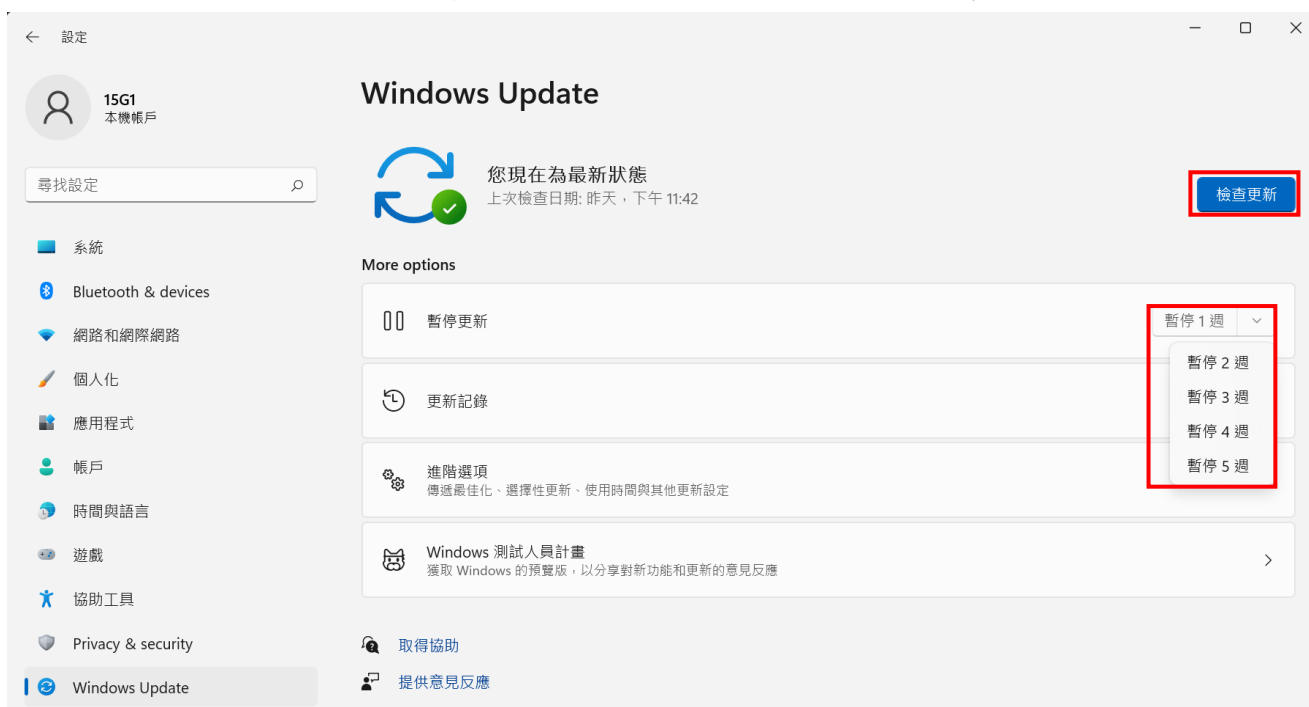 設定
15G1
本機帳戶
尋找設定
系統
Bluetooth & devices
網路和網際網路
個人化
應用程式
帳戶
時間與語言
遊戲
協助工具
Privacy & security
Windows Update
Windows Update
您現在為最新狀態
上次檢查日期: 昨天，下午 11:42
檢查更新
More options
暫停更新
暫停 1 週
暫停 2 週
暫停 3 週
暫停 4 週
暫停 5 週
更新記錄
進階選項
傳遞最佳化、選擇性更新、使用時間與其他更新設定
Windows 測試人員計畫
獲取 Windows 的預覽版，以分享對新功能和更新的意見反應
取得協助
提供意見反應